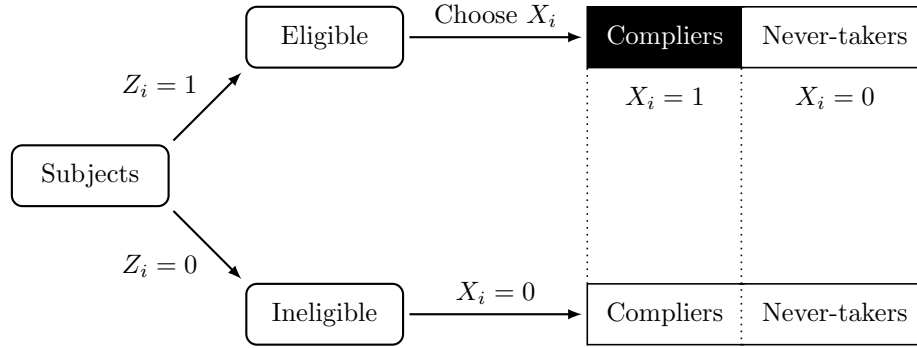 Eligible
Choose X_i
Compliers Never-takers
Z_i = 1
X_i = 1 X_i = 0
Subjects
Z_i = 0
Ineligible
X_i = 0
Compliers Never-takers